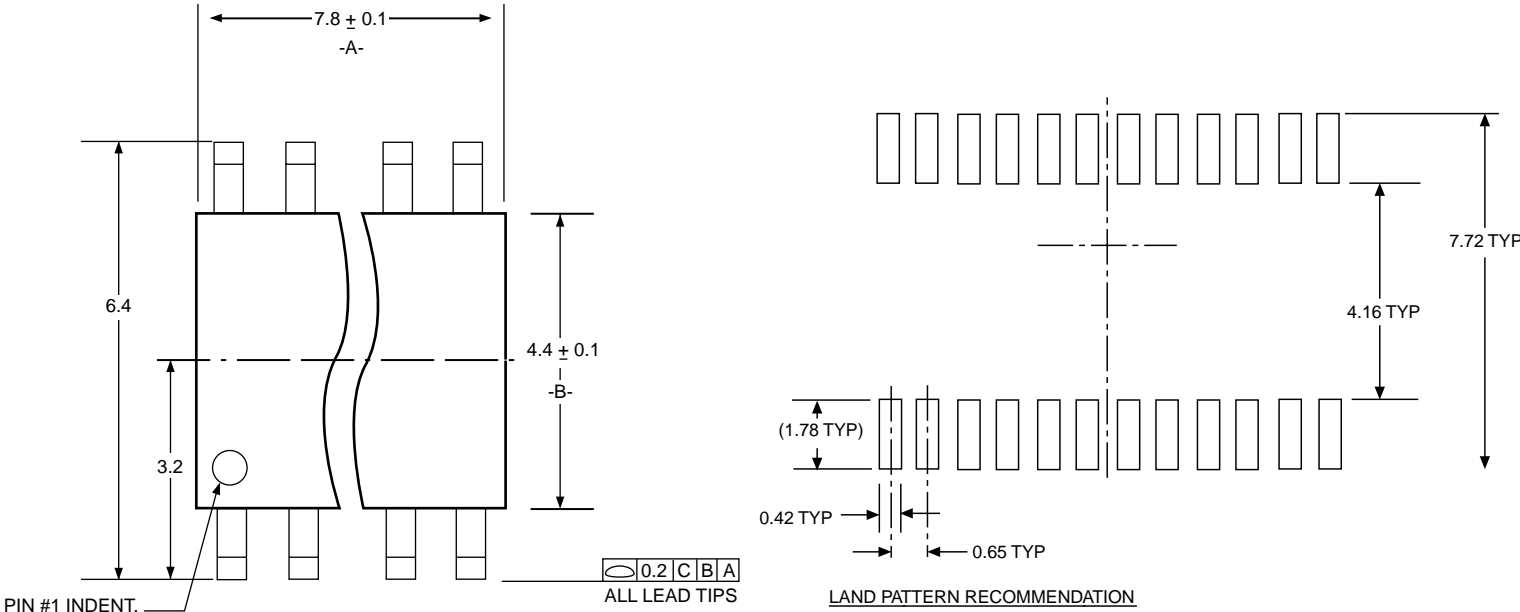 7.8 ± 0.1
-A-
6.4
4.4 ± 0.1
-B-
3.2
PIN #1 INDENT.
0.2 C B A
ALL LEAD TIPS
7.72 TYP
4.16 TYP
(1.78 TYP)
0.42 TYP
0.65 TYP
LAND PATTERN RECOMMENDATION